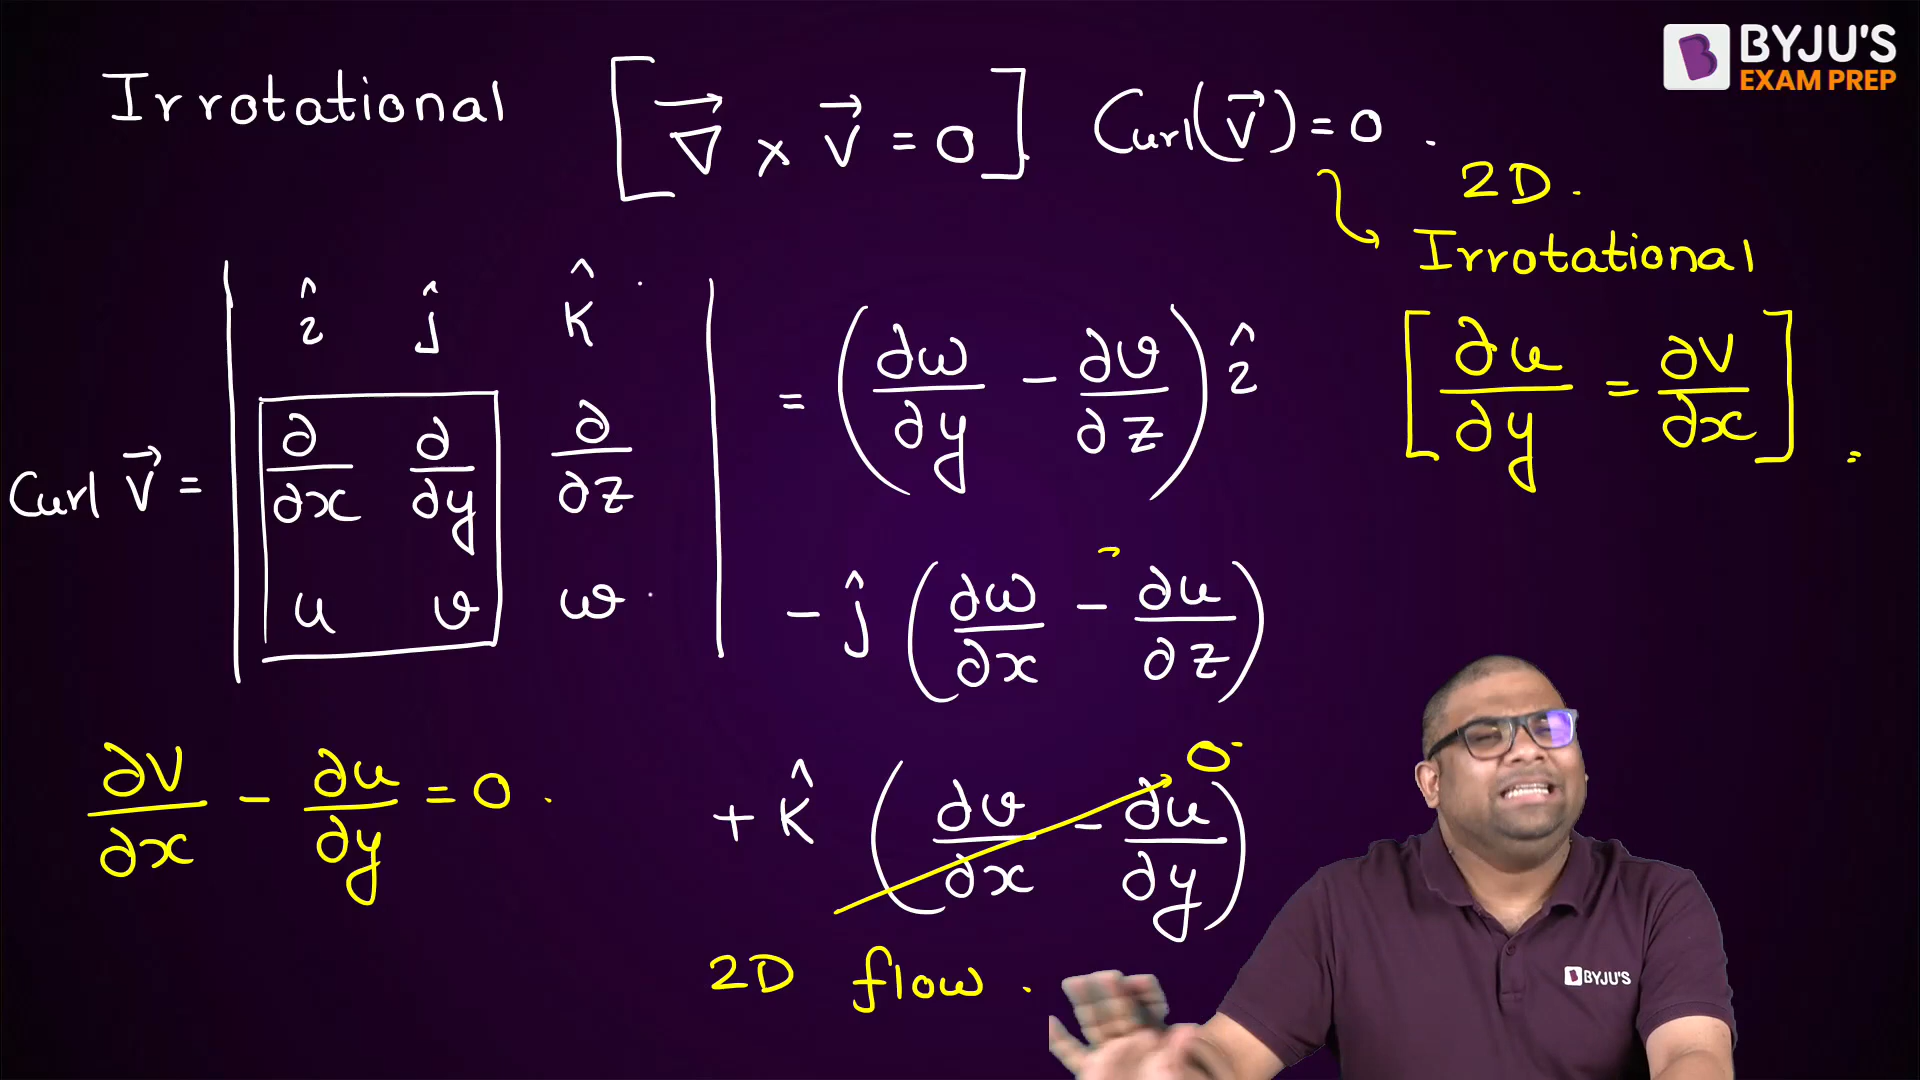 Irrotational [∇⃗ × V⃗ = 0] Curl(V⃗) = 0 .
BYJU'S
EXAM PREP
2D.
Irrotational
[∂u/∂y = ∂V/∂x]
Curl V⃗ = | î ĵ k̂ |
| ∂/∂x ∂/∂y ∂/∂z |
| u v w |
= (∂w/∂y - ∂v/∂z) î
- ĵ (∂w/∂x - ∂u/∂z)
+ k̂ (∂v/∂x - ∂u/∂y) 0
∂V/∂x - ∂u/∂y = 0 .
2D flow .
BYJU'S